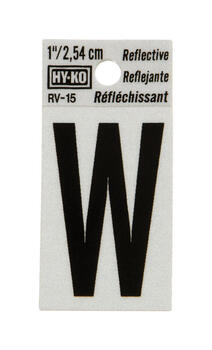 1"/2,54 cm Reflective
HY-KO Reflejante
RV-15 Réfléchissant
W